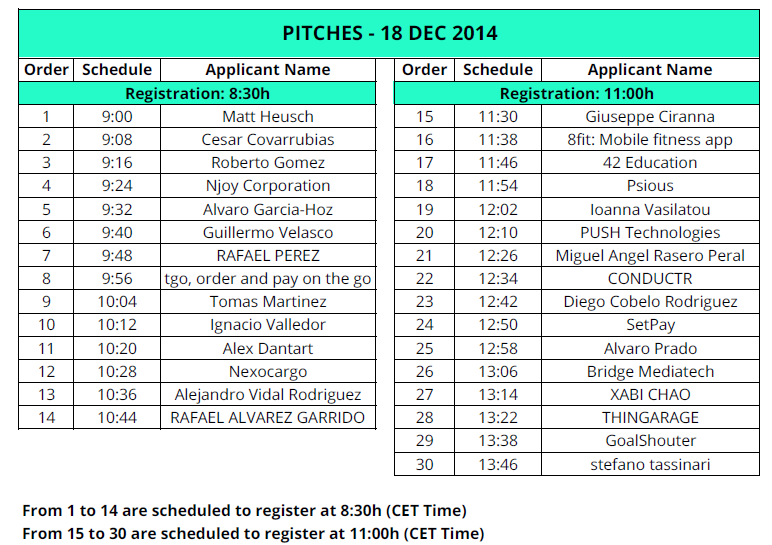 PITCHES - 18 DEC 2014
Order Schedule Applicant Name
Registration: 8:30h
1 9:00 Matt Heusch
2 9:08 Cesar Covarrubias
3 9:16 Roberto Gomez
4 9:24 Njoy Corporation
5 9:32 Alvaro Garcia-Hoz
6 9:40 Guillermo Velasco
7 9:48 RAFAEL PEREZ
8 9:56 tgo, order and pay on the go
9 10:04 Tomas Martinez
10 10:12 Ignacio Valledor
11 10:20 Alex Dantart
12 10:28 Nexocargo
13 10:36 Alejandro Vidal Rodriguez
14 10:44 RAFAEL ALVAREZ GARRIDO
Order Schedule Applicant Name
Registration: 11:00h
15 11:30 Giuseppe Ciranna
16 11:38 8fit: Mobile fitness app
17 11:46 42 Education
18 11:54 Psious
19 12:02 Ioanna Vasilatou
20 12:10 PUSH Technologies
21 12:26 Miguel Angel Rasero Peral
22 12:34 CONDUCTR
23 12:42 Diego Cobelo Rodriguez
24 12:50 SetPay
25 12:58 Alvaro Prado
26 13:06 Bridge Mediatech
27 13:14 XABI CHAO
28 13:22 THINGARAGE
29 13:38 GoalShouter
30 13:46 stefano tassinari
From 1 to 14 are scheduled to register at 8:30h (CET Time)
From 15 to 30 are scheduled to register at 11:00h (CET Time)